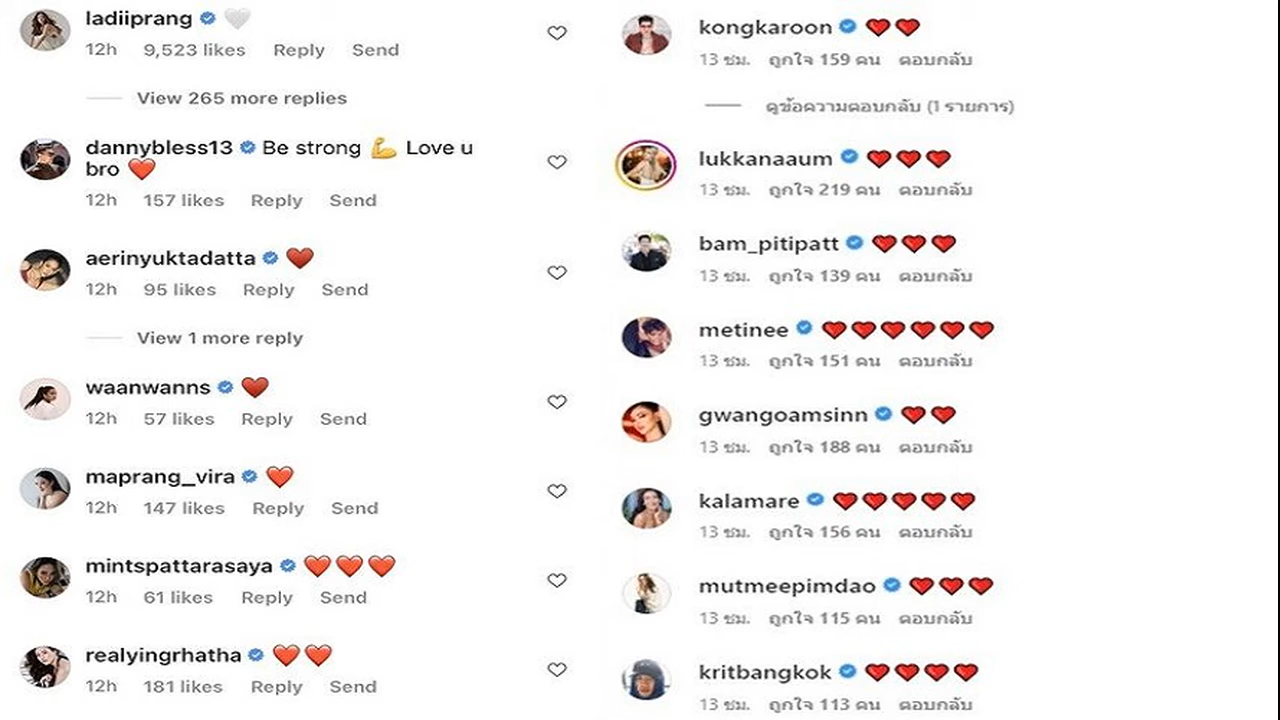 ladiiprang 🤍
12h 9,523 likes Reply Send
View 265 more replies
dannybless13 Be strong 💪 Love u
bro ❤️
12h 157 likes Reply Send
aerinyuktadatta ❤️
12h 95 likes Reply Send
View 1 more reply
waanwanns ❤️
12h 57 likes Reply Send
maprang_vira ❤️
12h 147 likes Reply Send
mintspattarasaya ❤️❤️❤️
12h 61 likes Reply Send
realyingrhatha ❤️❤️
12h 181 likes Reply Send
kongkaroon ❤️❤️
13 ชม. ถูกใจ 159 คน ตอบกลับ
ดูข้อความตอบกลับ (1 รายการ)
lukkanaaum ❤️❤️❤️
13 ชม. ถูกใจ 219 คน ตอบกลับ
bam_pitipatt ❤️❤️❤️
13 ชม. ถูกใจ 139 คน ตอบกลับ
metinee ❤️❤️❤️❤️❤️❤️
13 ชม. ถูกใจ 151 คน ตอบกลับ
gwangoamsinn ❤️❤️
13 ชม. ถูกใจ 188 คน ตอบกลับ
kalamare ❤️❤️❤️❤️❤️
13 ชม. ถูกใจ 156 คน ตอบกลับ
mutmeepimdao ❤️❤️❤️
13 ชม. ถูกใจ 115 คน ตอบกลับ
kritbangkok ❤️❤️❤️❤️
13 ชม. ถูกใจ 113 คน ตอบกลับ